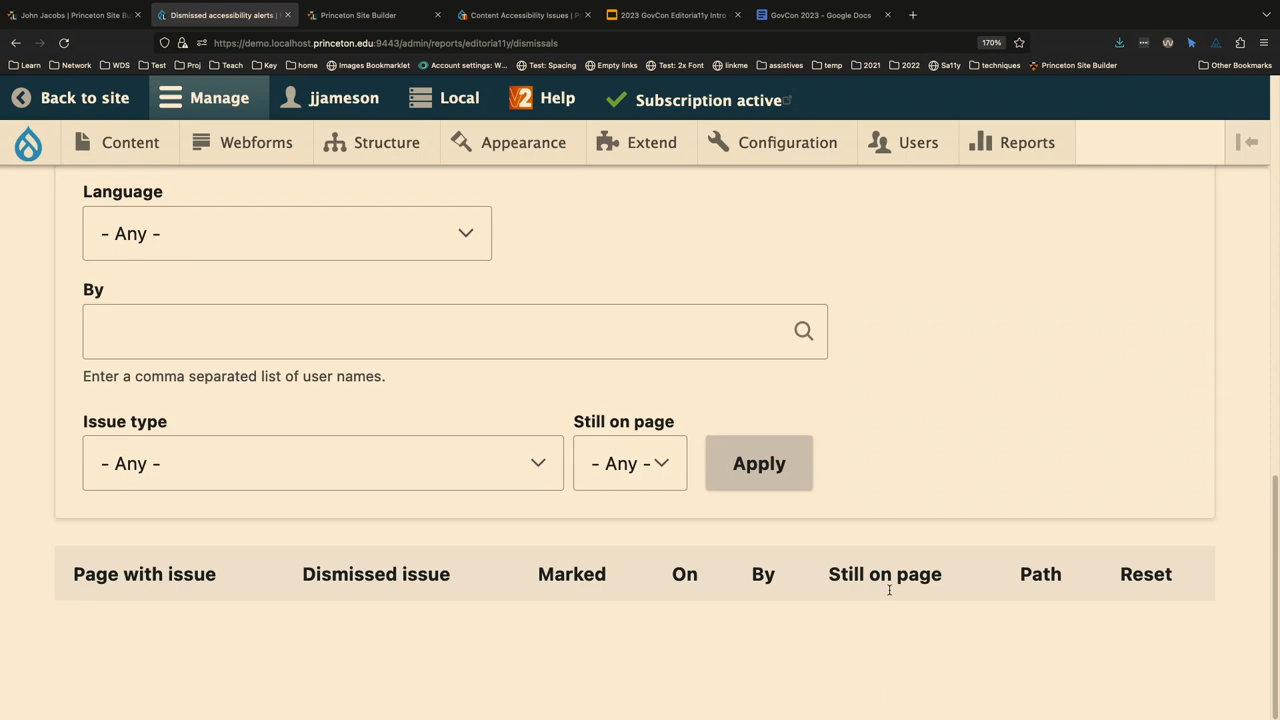 John Jacobs | Princeton Site Bu
Dismissed accessibility alerts |
Princeton Site Builder
Content Accessibility Issues | P
2023 GovCon Editoria11y Intro -
GovCon 2023 - Google Docs
https://demo.localhost.princeton.edu:9443/admin/reports/editoria11y/dismissals
170%
Learn Network WDS Test Proj Teach Key home Images Bookmarklet Account settings: W... Test: Spacing Empty links Test: 2x Font linkme assistives temp 2021 2022 Sa11y techniques Princeton Site Builder Other Bookmarks
Back to site Manage jjameson Local Help Subscription active
Content Webforms Structure Appearance Extend Configuration Users Reports
Language
- Any -
By
Enter a comma separated list of user names.
Issue type Still on page
- Any - - Any - Apply
Page with issue Dismissed issue Marked On By Still on page Path Reset